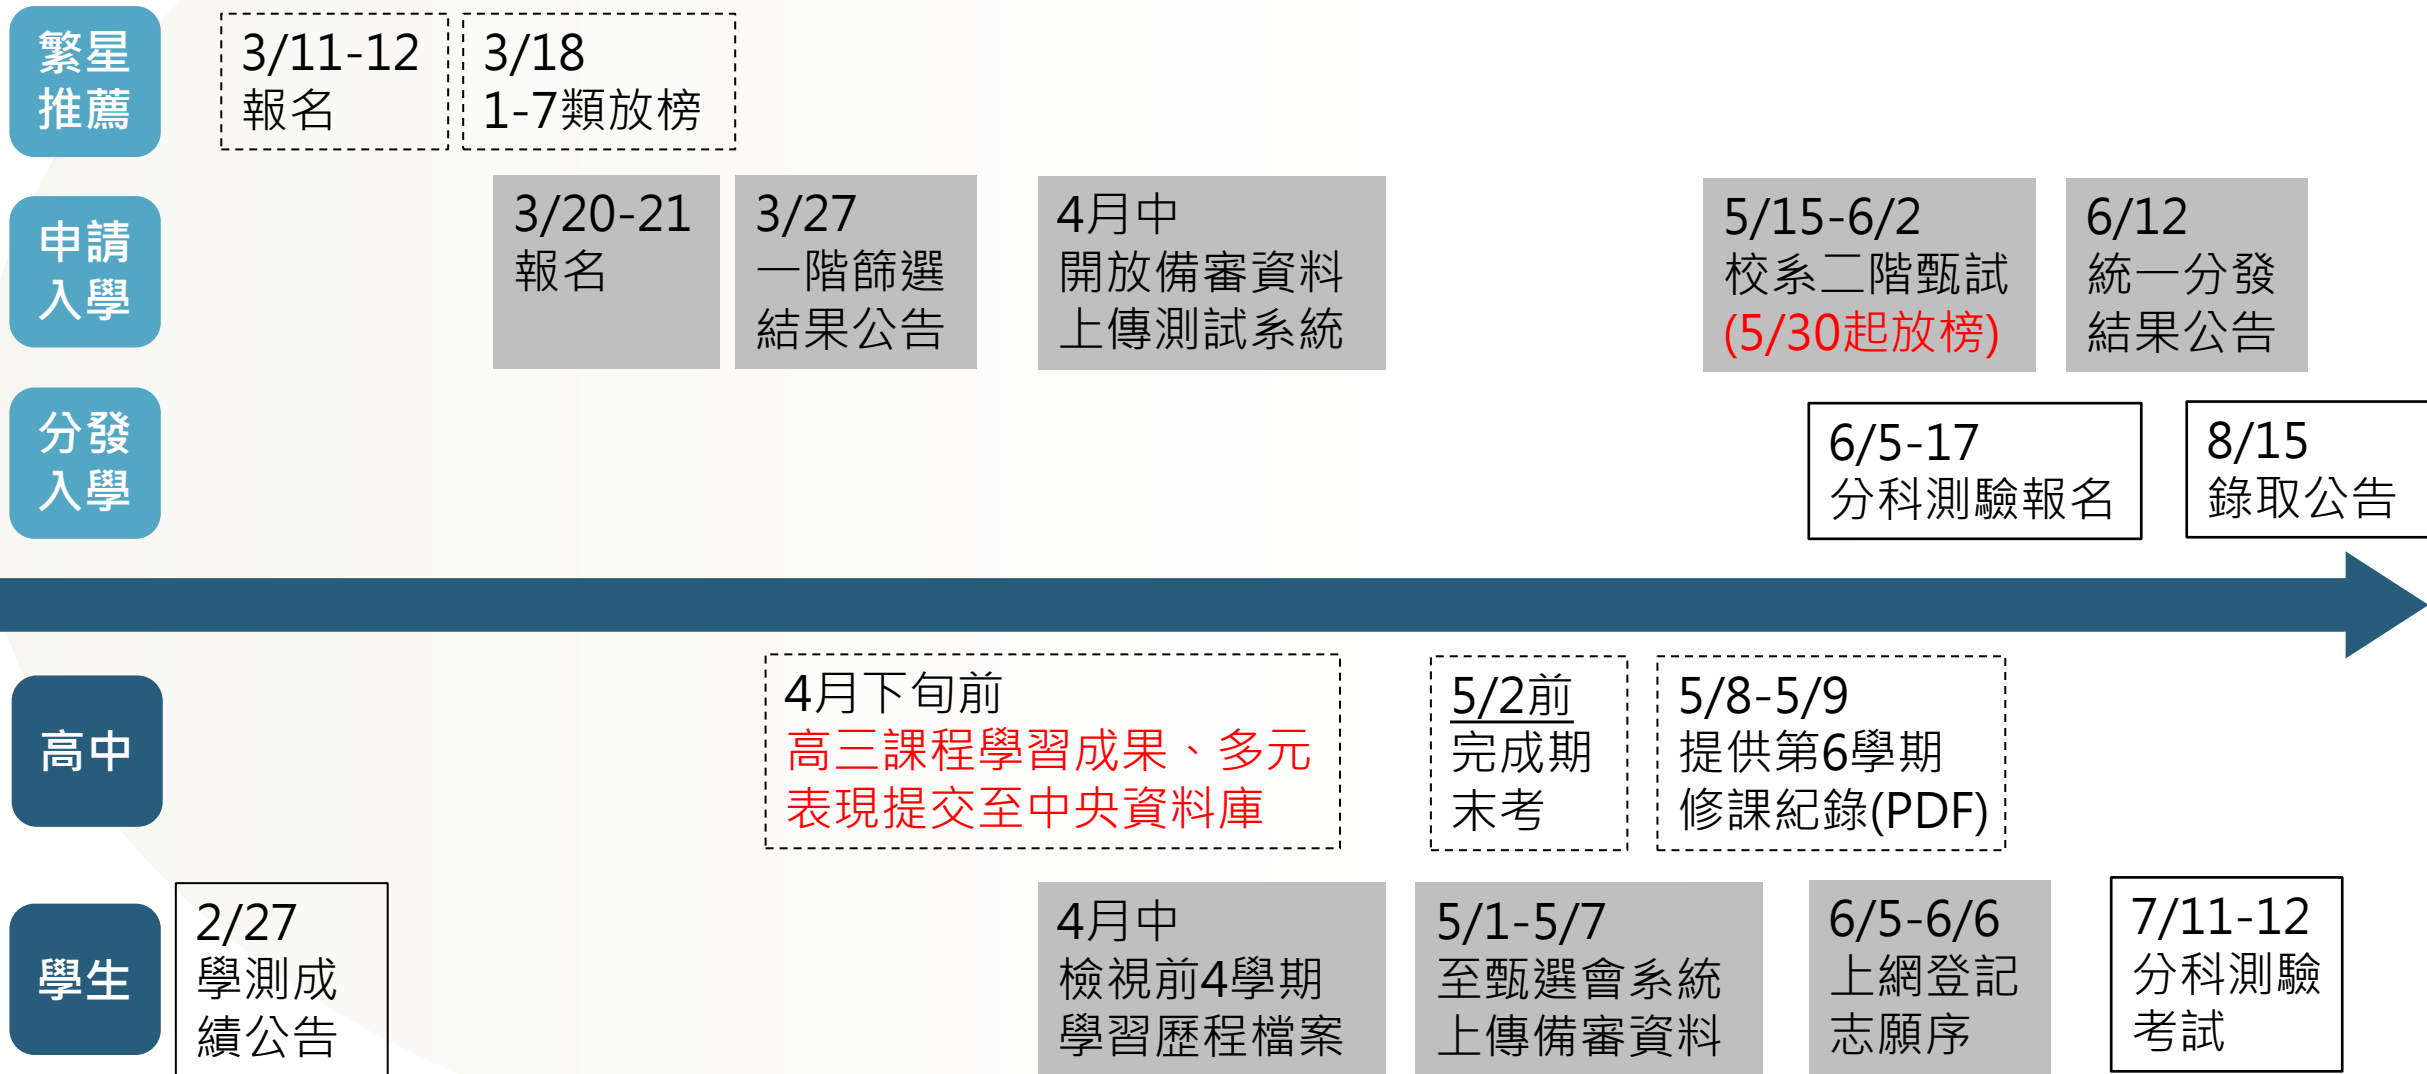 繁星
推薦
3/11-12
報名
3/18
1-7類放榜
申請
入學
3/20-21
報名
3/27
一階篩選
結果公告
4月中
開放備審資料
上傳測試系統
5/15-6/2
校系二階甄試
(5/30起放榜)
6/12
統一分發
結果公告
分發
入學
6/5-17
分科測驗報名
8/15
錄取公告
高中
4月下旬前
高三課程學習成果、多元
表現提交至中央資料庫
5/2前
完成期
末考
5/8-5/9
提供第6學期
修課紀錄(PDF)
學生
2/27
學測成
績公告
4月中
檢視前4學期
學習歷程檔案
5/1-5/7
至甄選會系統
上傳備審資料
6/5-6/6
上網登記
志願序
7/11-12
分科測驗
考試